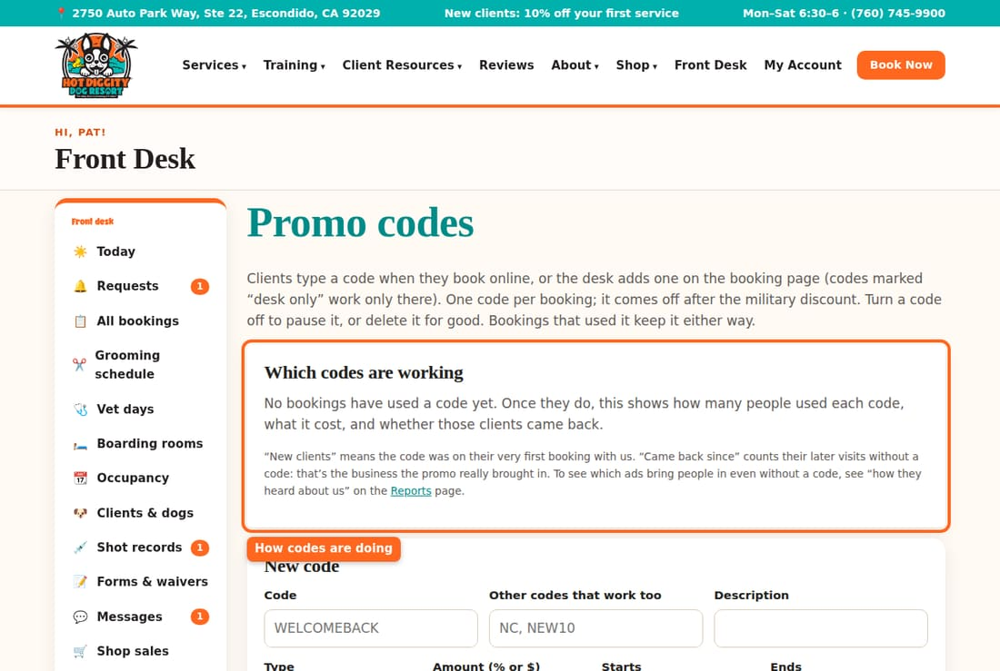 2750 Auto Park Way, Ste 22, Escondido, CA 92029
New clients: 10% off your first service
Mon–Sat 6:30–6 · (760) 745-9900
HOT DIGGITY
DOG RESORT
Services ▾
Training ▾
Client Resources ▾
Reviews
About ▾
Shop ▾
Front Desk
My Account
Book Now
HI, PAT!
Front Desk
Front desk
Today
Requests 1
All bookings
Grooming
schedule
Vet days
Boarding rooms
Occupancy
Clients & dogs
Shot records 1
Forms & waivers
Messages 1
Shop sales
Promo codes
Clients type a code when they book online, or the desk adds one on the booking page (codes marked
“desk only” work only there). One code per booking; it comes off after the military discount. Turn a code
off to pause it, or delete it for good. Bookings that used it keep it either way.
Which codes are working
No bookings have used a code yet. Once they do, this shows how many people used each code,
what it cost, and whether those clients came back.
“New clients” means the code was on their very first booking with us. “Came back since” counts their later visits without a
code: that’s the business the promo really brought in. To see which ads bring people in even without a code, see “how they
heard about us” on the Reports page.
How codes are doing
New code
Code
Other codes that work too
Description
WELCOMEBACK
NC, NEW10
Type
Amount (% or $)
Starts
Ends